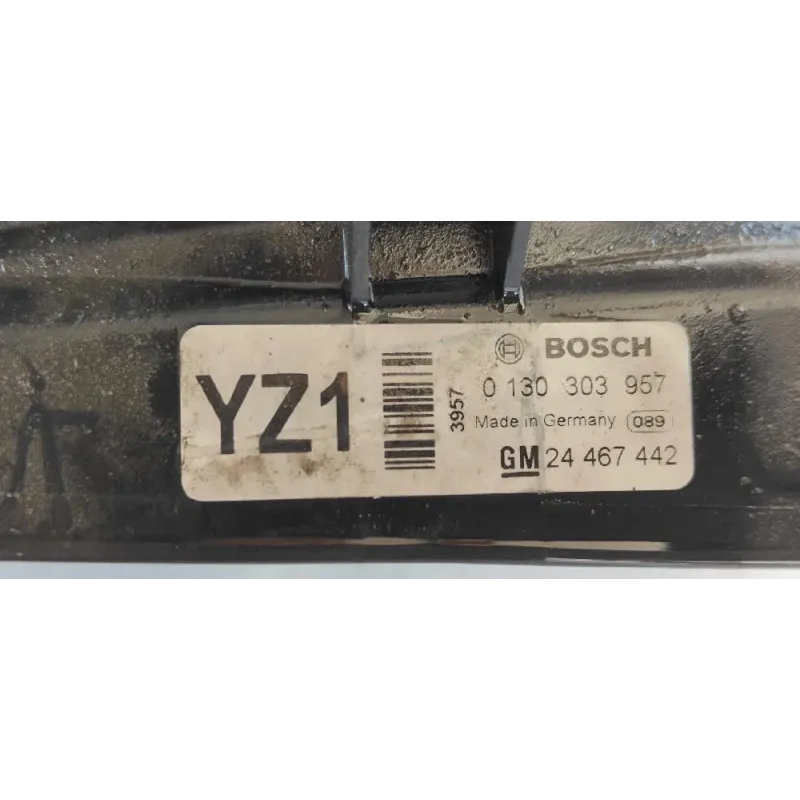 YZ1
3957
BOSCH
0 130 303 957
Made in Germany 089
GM 24 467 442